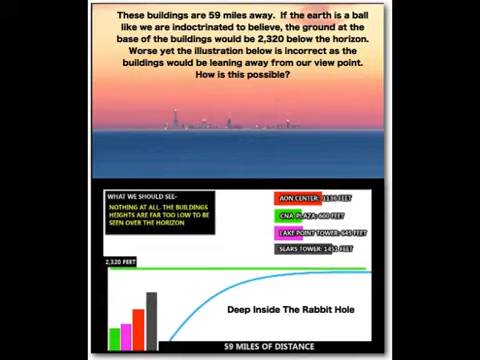 These buildings are 59 miles away. If the earth is a ball
like we are indoctrinated to believe, the ground at the
base of the buildings would be 2,320 below the horizon.
Worse yet the illustration below is incorrect as the
buildings would be leaning away from our view point.
How is this possible?
WHAT WE SHOULD SEE-
NOTHING AT ALL. THE BUILDINGS
HEIGHTS ARE FAR TOO LOW TO BE
SEEN OVER THE HORIZON
AON CENTER: 1136 FEET
CNA PLAZA: 600 FEET
LAKE POINT TOWER: 645 FEET
SEARS TOWER: 1451 FEET
2,320 FEET
Deep Inside The Rabbit Hole
59 MILES OF DISTANCE